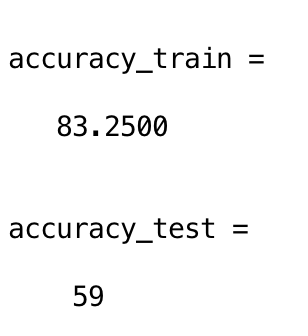 accuracy_train =
83.2500
accuracy_test =
59